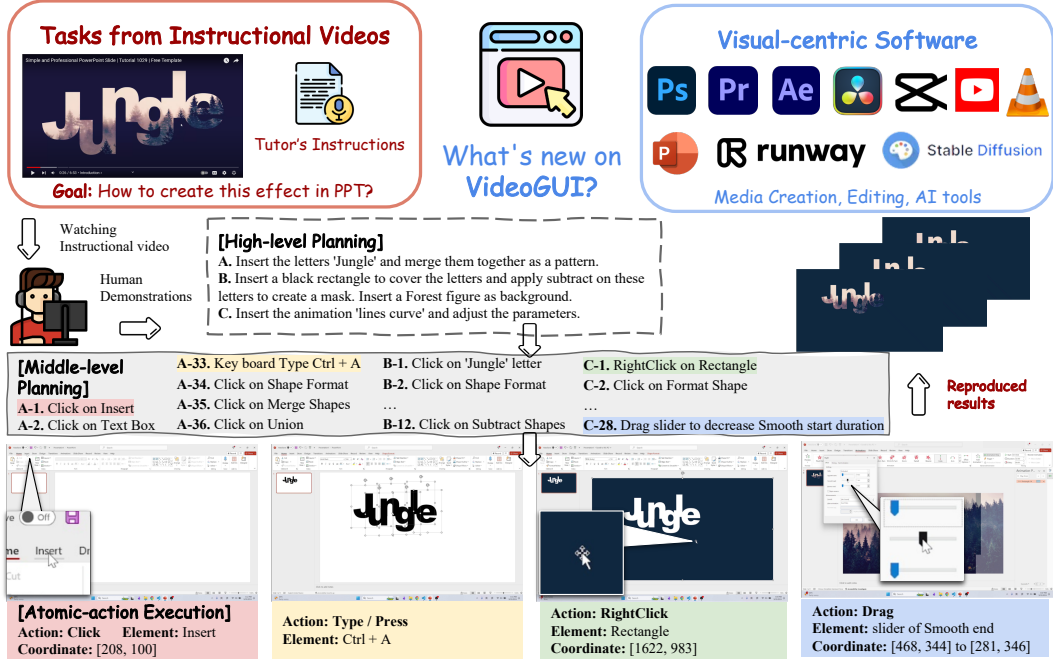 Tasks from Instructional Videos
Simple and Professional PowerPoint Slide | Tutorial 1039 | Free Template
Jungle
Tutor's Instructions
Goal: How to create this effect in PPT?
What's new on
VideoGUI?
Visual-centric Software
Ps
Pr
Ae
P
runway
Stable Diffusion
Media Creation, Editing, AI tools
Watching
Instructional video
Human
Demonstrations
[High-level Planning]
A. Insert the letters 'Jungle' and merge them together as a pattern.
B. Insert a black rectangle to cover the letters and apply subtract on these
letters to create a mask. Insert a Forest figure as background.
C. Insert the animation 'lines curve' and adjust the parameters.
Jungle
[Middle-level
Planning]
A-1. Click on Insert
A-2. Click on Text Box
A-33. Key board Type Ctrl + A
A-34. Click on Shape Format
A-35. Click on Merge Shapes
A-36. Click on Union
B-1. Click on 'Jungle' letter
B-2. Click on Shape Format
…
B-12. Click on Subtract Shapes
C-1. RightClick on Rectangle
C-2. Click on Format Shape
…
C-28. Drag slider to decrease Smooth start duration
Reproduced
results
Off
me
Insert
Dr
Cut
Jungle
Jungle
Jungle
Jungle
[Atomic-action Execution]
Action: Click Element: Insert
Coordinate: [208, 100]
Action: Type / Press
Element: Ctrl + A
Action: RightClick
Element: Rectangle
Coordinate: [1622, 983]
Action: Drag
Element: slider of Smooth end
Coordinate: [468, 344] to [281, 346]